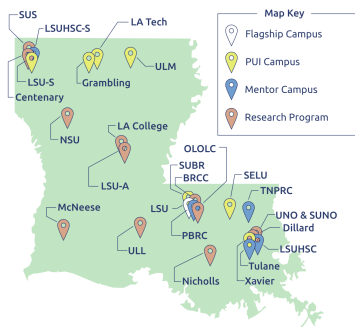 SUS
LSUHSC-S
LA Tech
LSU-S
Centenary
Grambling
ULM
NSU
LA College
LSU-A
McNeese
ULL
OLOLC
SUBR
BRCC
LSU
PBRC
SELU
TNPRC
UNO & SUNO
Dillard
LSUHSC
Tulane
Xavier
Nicholls
Map Key
Flagship Campus
PUI Campus
Mentor Campus
Research Program